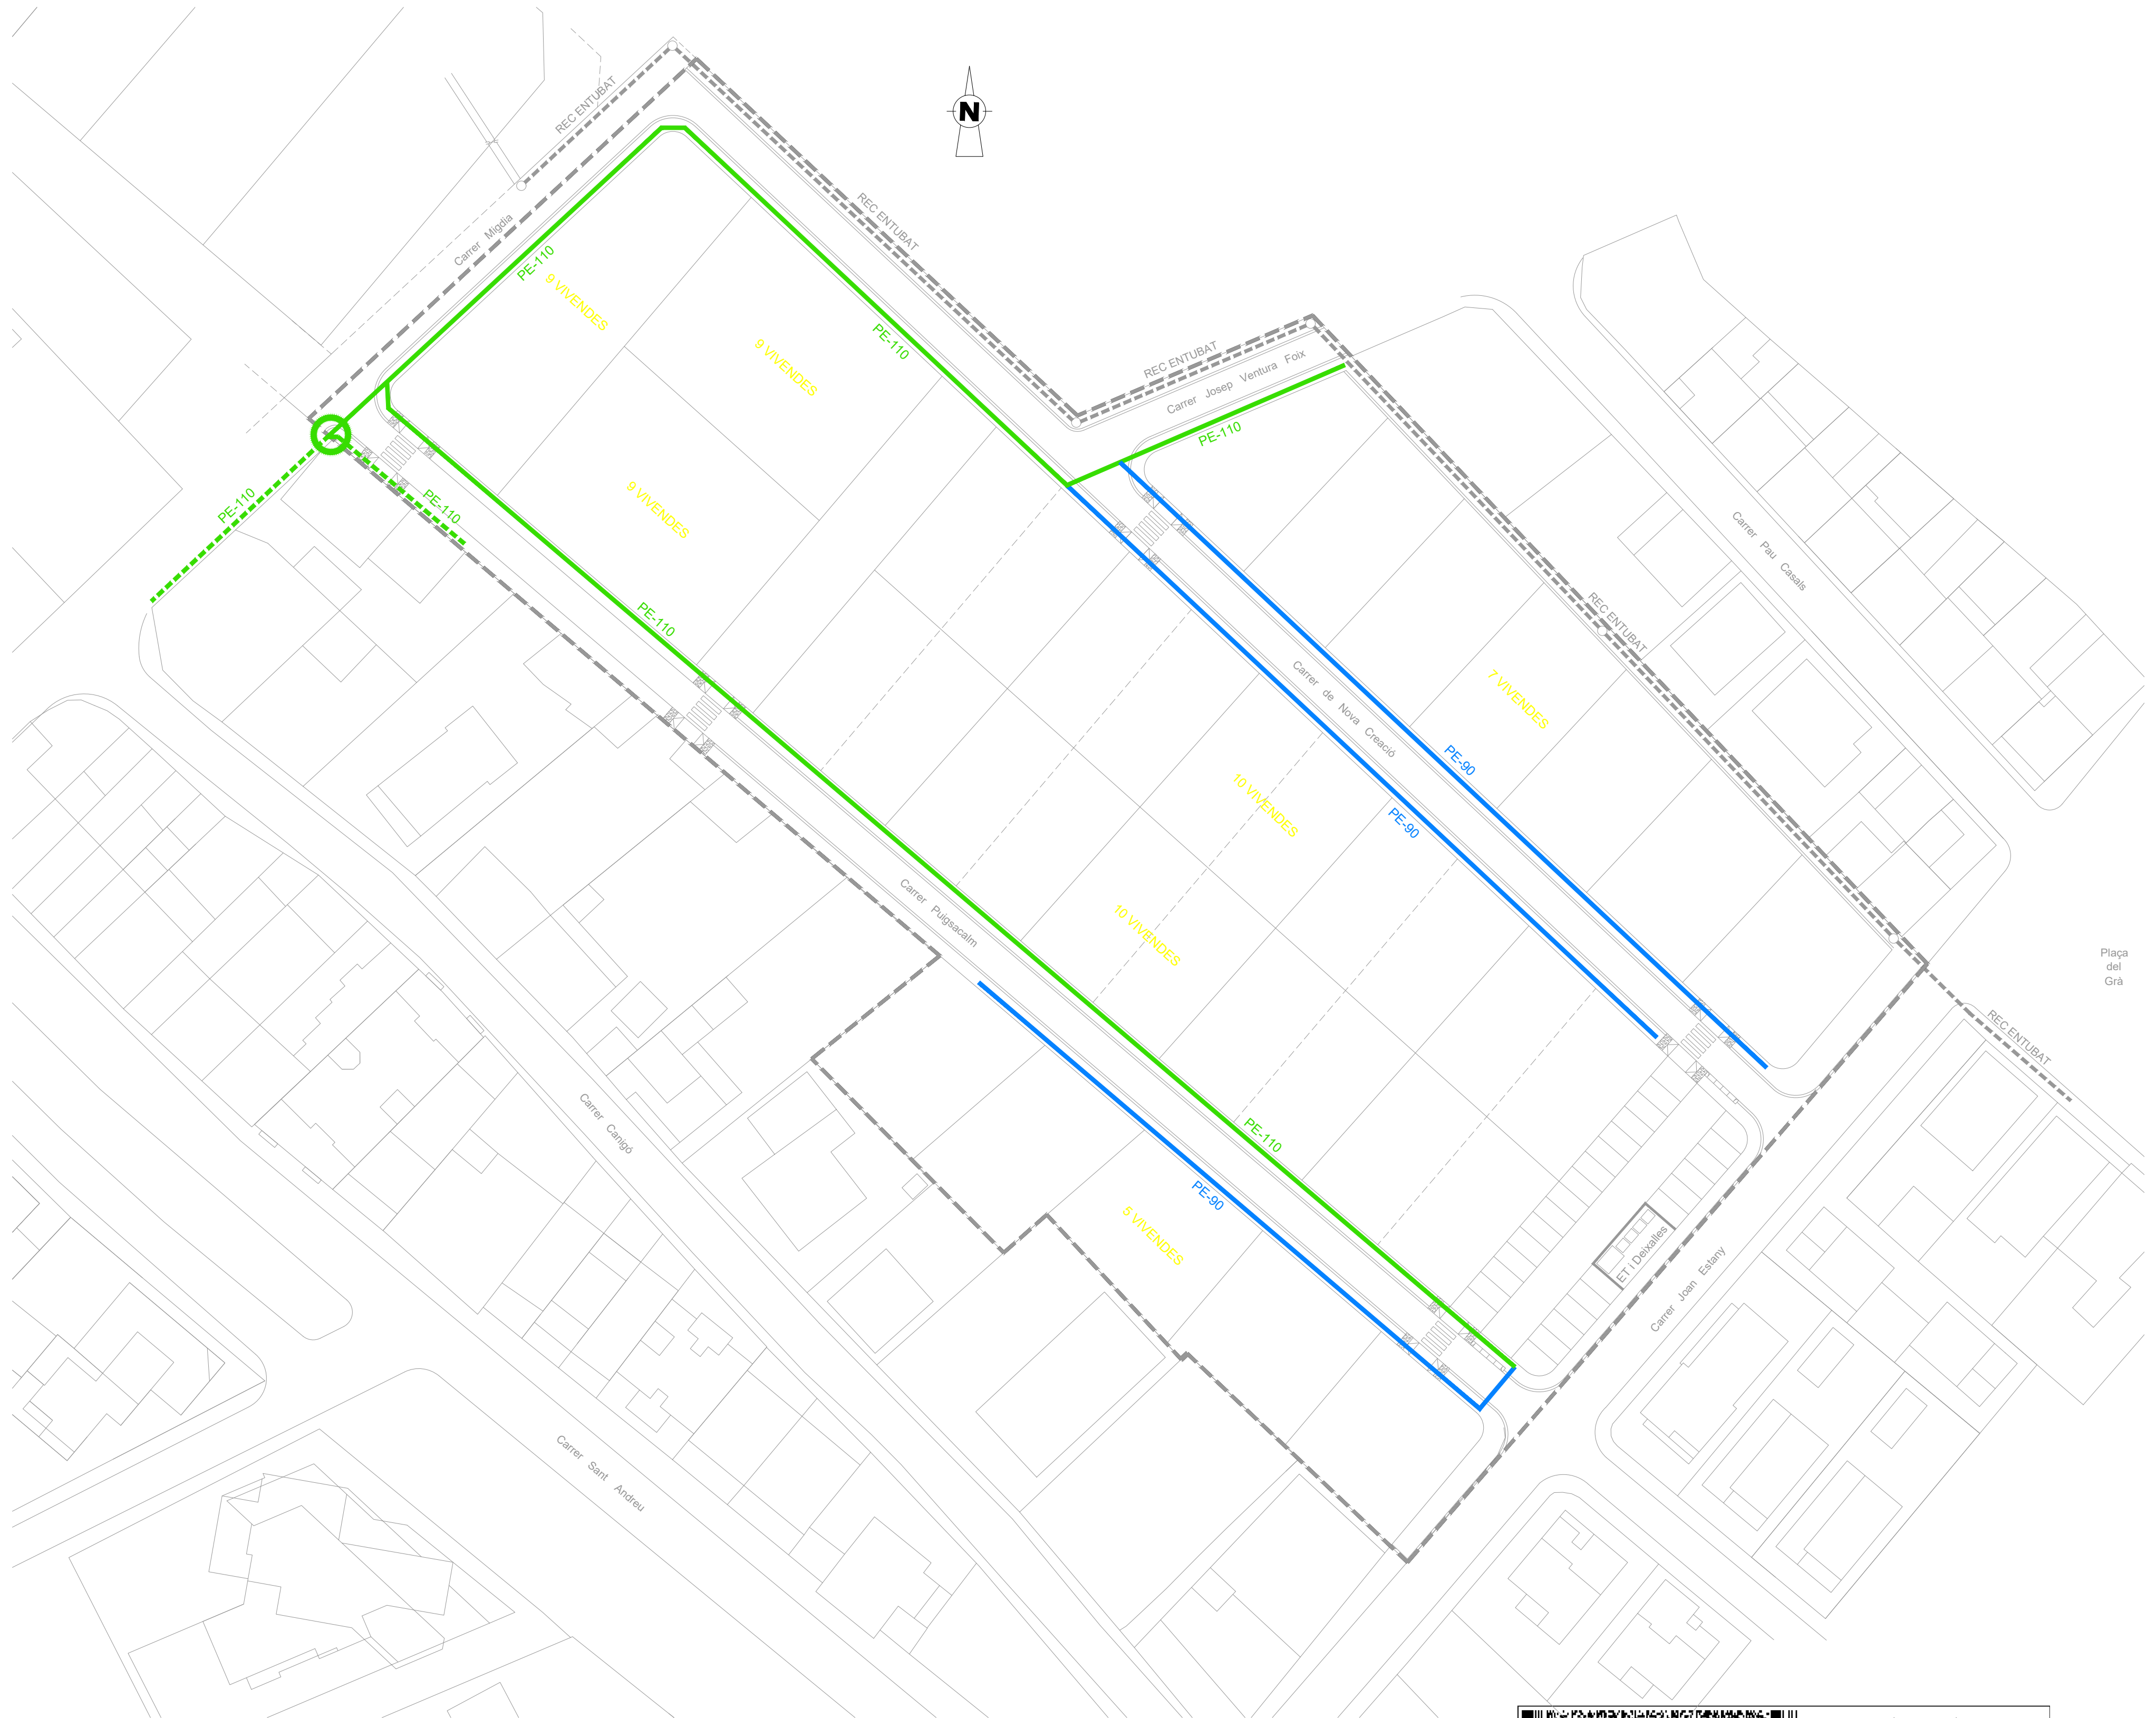 REC ENTUBAT
N
Carrer Migdia
REC ENTUBAT
PE-110
9 VIVENDES
PE-110
9 VIVENDES
REC ENTUBAT
Carrer Josep Ventura Foix
PE-110
PE-110
PE-110
9 VIVENDES
Carrer Pau Casals
PE-110
REC ENTUBAT
Carrer de Nova Creació
7 VIVENDES
PE-90
10 VIVENDES
PE-90
Carrer Puigsacalm
10 VIVENDES
Plaça
del
Grà
REC ENTUBAT
Carrer Canigó
PE-110
PE-90
5 VIVENDES
ET i Deixalles
Carrer Joan Estany
Carrer Sant Andreu